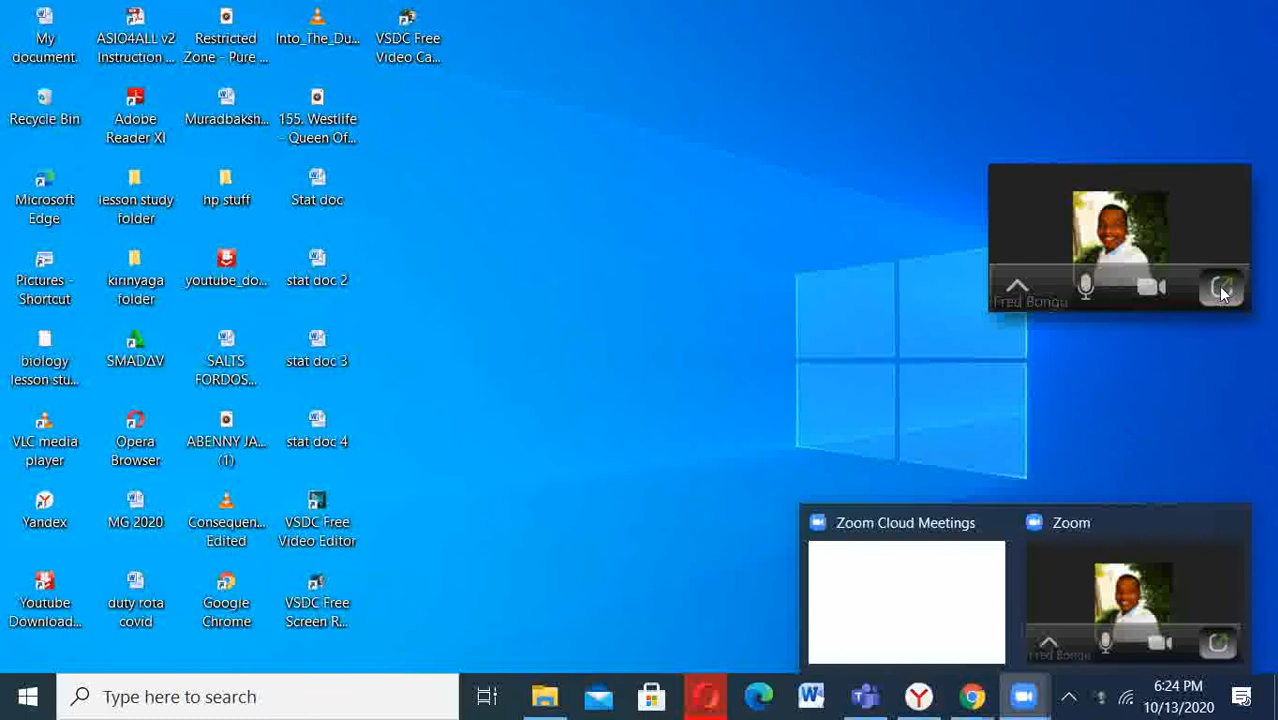 My
document.
ASIO4ALL v2
Instruction ...
Restricted
Zone - Pure ...
Into_The_Du...
VSDC Free
Video Ca...
Recycle Bin
Adobe
Reader XI
Muradbaksh...
155. Westlife
- Queen Of...
Microsoft
Edge
lesson study
folder
hp stuff
Stat doc
Pictures -
Shortcut
kirinyaga
folder
youtube_do...
stat doc 2
biology
lesson stu...
SMADΔV
SALTS
FORDOS...
stat doc 3
VLC media
player
Opera
Browser
ABENNY JA...
(1)
stat doc 4
Yandex
MG 2020
Consequen...
Edited
VSDC Free
Video Editor
Youtube
Download...
duty rota
covid
Google
Chrome
VSDC Free
Screen R...
Fred Bongu
Zoom Cloud Meetings
Zoom
Fred Bongu
Type here to search
6:24 PM
10/13/2020